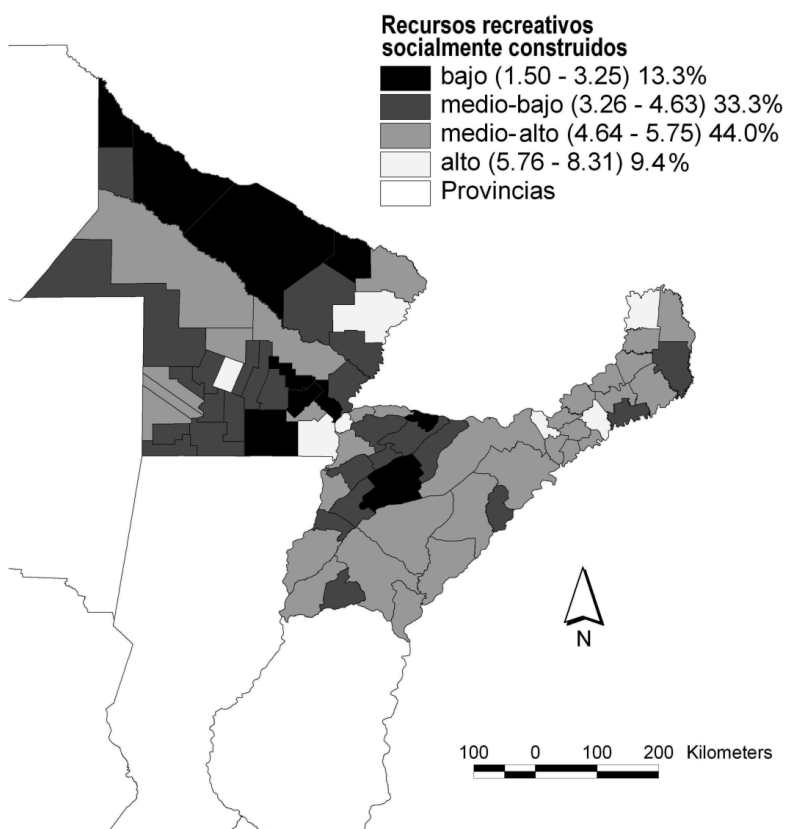 Recursos recreativos
socialmente construidos
bajo (1.50 - 3.25) 13.3%
medio-bajo (3.26 - 4.63) 33.3%
medio-alto (4.64 - 5.75) 44.0%
alto (5.76 - 8.31) 9.4%
Provincias
N
100 0 100 200 Kilometers